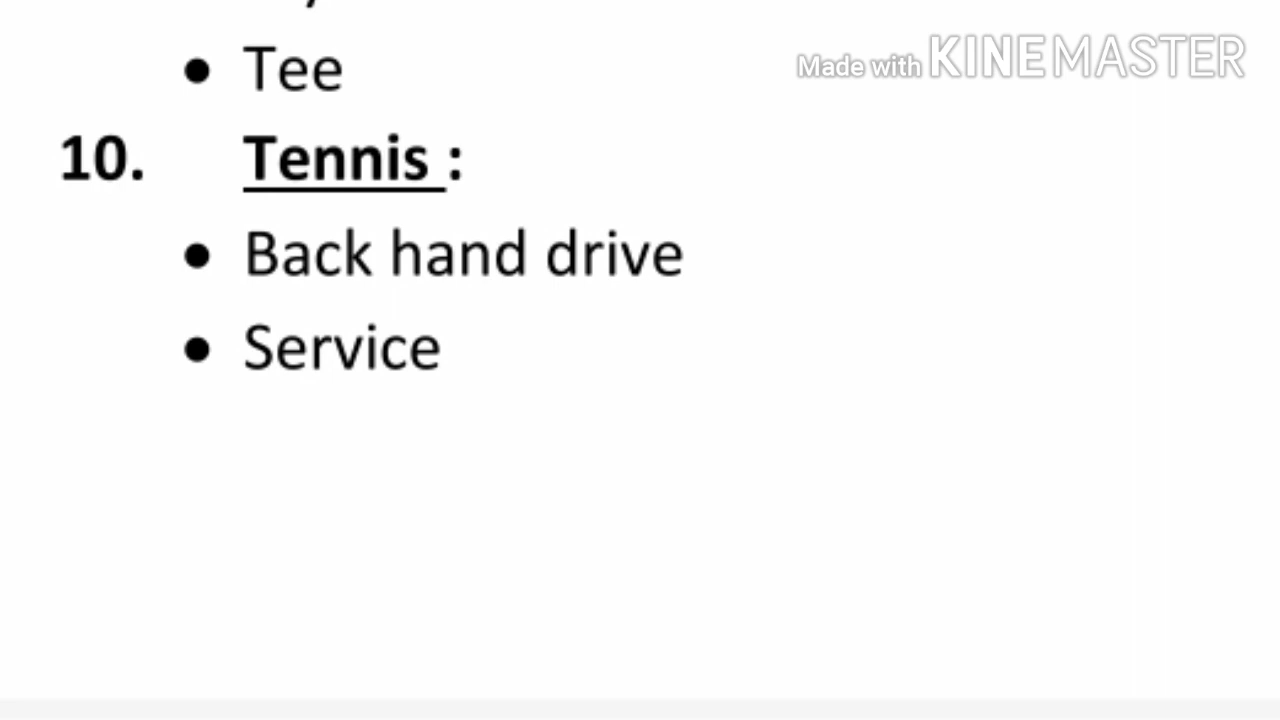 Made with KINEMASTER
• Tee
10. Tennis :
• Back hand drive
• Service